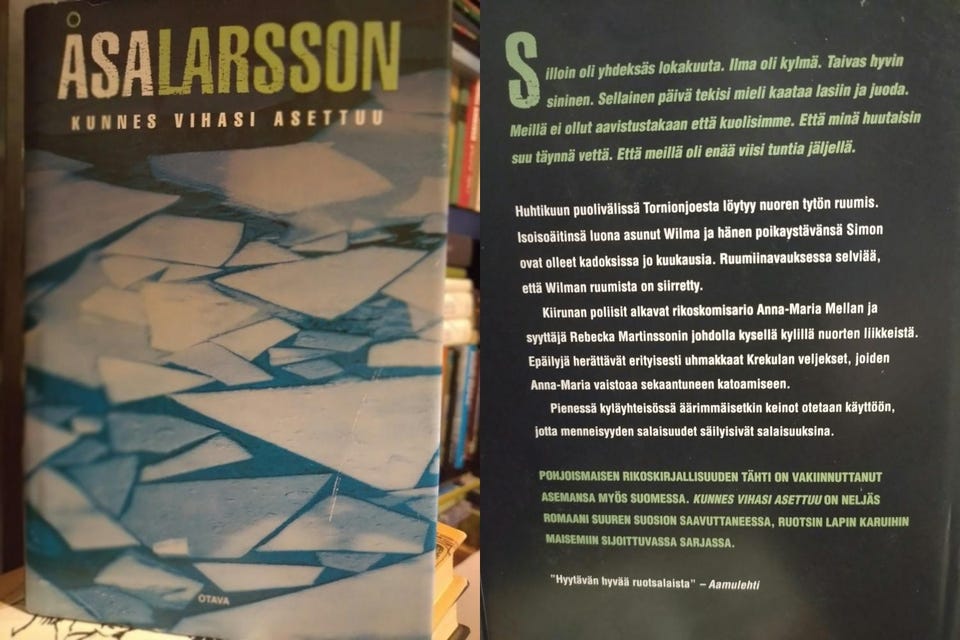 ÅSALARSSON
KUNNES VIHASI ASETTUU
OTAVA
Silloin oli yhdeksäs lokakuuta. Ilma oli kylmä. Taivas hyvin
sininen. Sellainen päivä tekisi mieli kaataa lasiin ja juoda.
Meillä ei ollut aavistustakaan että kuolisimme. Että minä huutaisin
suu täynnä vettä. Että meillä oli enää viisi tuntia jäljellä.
Huhtikuun puolivälissä Tornionjoesta löytyy nuoren tytön ruumis.
Isoisoäitinsä luona asunut Wilma ja hänen poikaystävänsä Simon
ovat olleet kadoksissa jo kuukausia. Ruumiinavauksessa selviää,
että Wilman ruumista on siirretty.
Kiirunan poliisit alkavat rikoskomisario Anna-Maria Mellan ja
syyttäjä Rebecka Martinssonin johdolla kysellä kylillä nuorten liikkeistä.
Epäilyjä herättävät erityisesti uhmakkaat Krekulan veljekset, joiden
Anna-Maria vaistoaa sekaantuneen katoamiseen.
Pienessä kyläyhteisössä äärimmäisetkin keinot otetaan käyttöön,
jotta menneisyyden salaisuudet säilyisivät salaisuuksina.
POHJOISMAISEN RIKOSKIRJALLISUUDEN TÄHTI ON VAKIINNUTTANUT
ASEMANSA MYÖS SUOMESSA. KUNNES VIHASI ASETTUU ON NELJÄS
ROMAANI SUUREN SUOSION SAAVUTTANEESSA, RUOTSIN LAPIN KARUIHIN
MAISEMIIN SIJOITTUVASSA SARJASSA.
"Hyytävän hyvää ruotsalaista" – Aamulehti